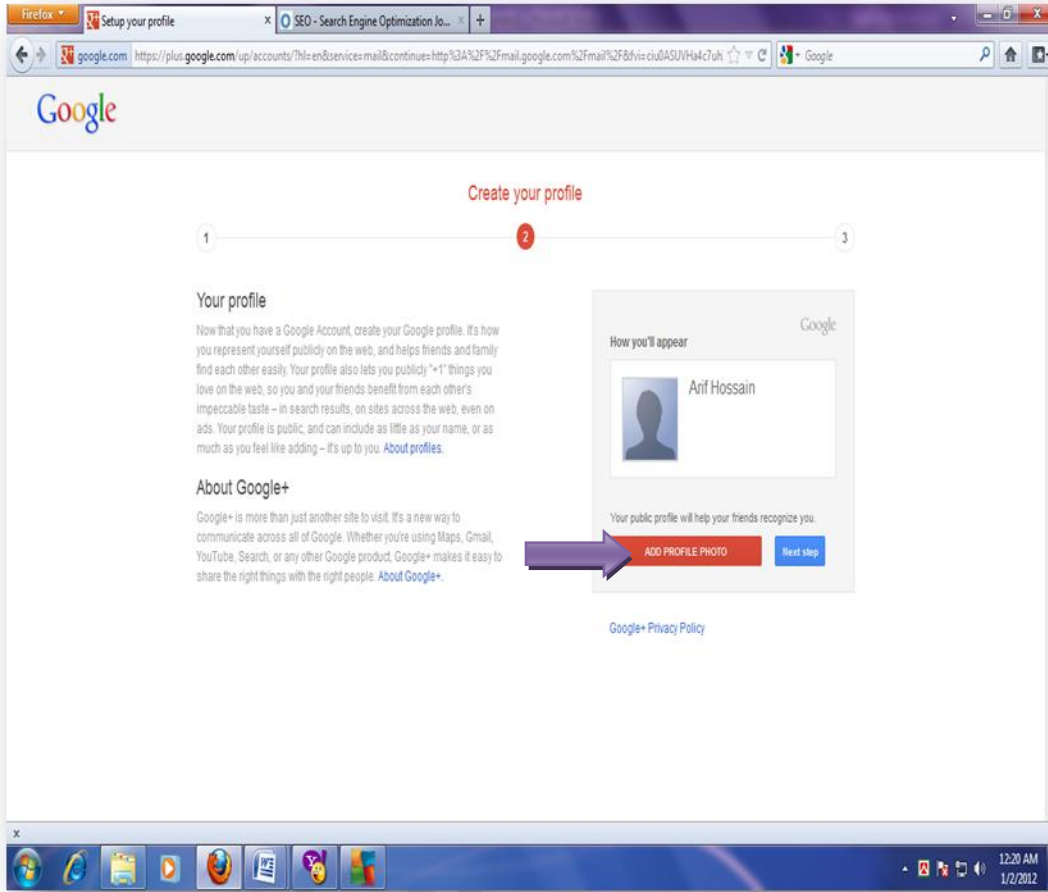 Firefox
Setup your profile
SEO - Search Engine Optimization Jo...
google.com https://plus.google.com/up/accounts/?hl=en&service=mail&continue=http%3A%2F%2Fmail.google.com%2Fmail%2F&
Google
Google
Create your profile
1 2 3
Your profile
Now that you have a Google Account, create your Google profile. It's how
you represent yourself publicly on the web, and helps friends and family
find each other easily. Your profile also lets you publicly "+1" things you
love on the web, so you and your friends benefit from each other's
impeccable taste – in search results, on sites across the web, even on
ads. Your profile is public, and can include as little as your name, or as
much as you feel like adding – it's up to you. About profiles.
About Google+
Google+ is more than just another site to visit. It's a new way to
communicate across all of Google. Whether you're using Maps, Gmail,
YouTube, Search, or any other Google product, Google+ makes it easy to
share the right things with the right people. About Google+.
Google
How you'll appear
Arif Hossain
Your public profile will help your friends recognize you.
ADD PROFILE PHOTO
Next step
Google+ Privacy Policy
x
12:20 AM
1/2/2012